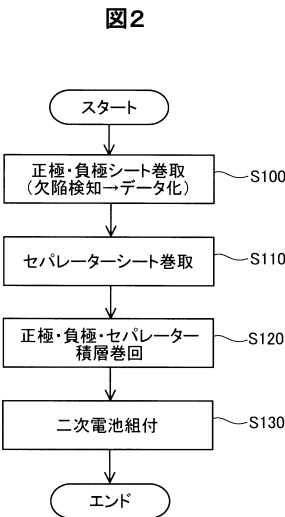 図2
スタート
正極・負極シート巻取
(欠陥検知→データ化)
S100
セパレーターシート巻取
S110
正極・負極・セパレーター
積層巻回
S120
二次電池組付
S130
エンド